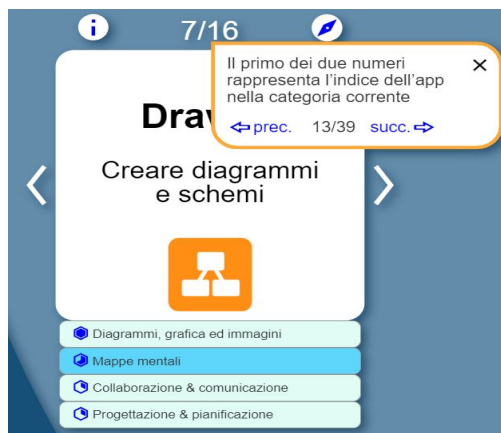 7/16
Il primo dei due numeri
rappresenta l'indice dell'app
nella categoria corrente
prec. 13/39 succ.
Creare diagrammi
e schemi
Diagrammi, grafica ed immagini
Mappe mentali
Collaborazione & comunicazione
Progettazione & pianificazione